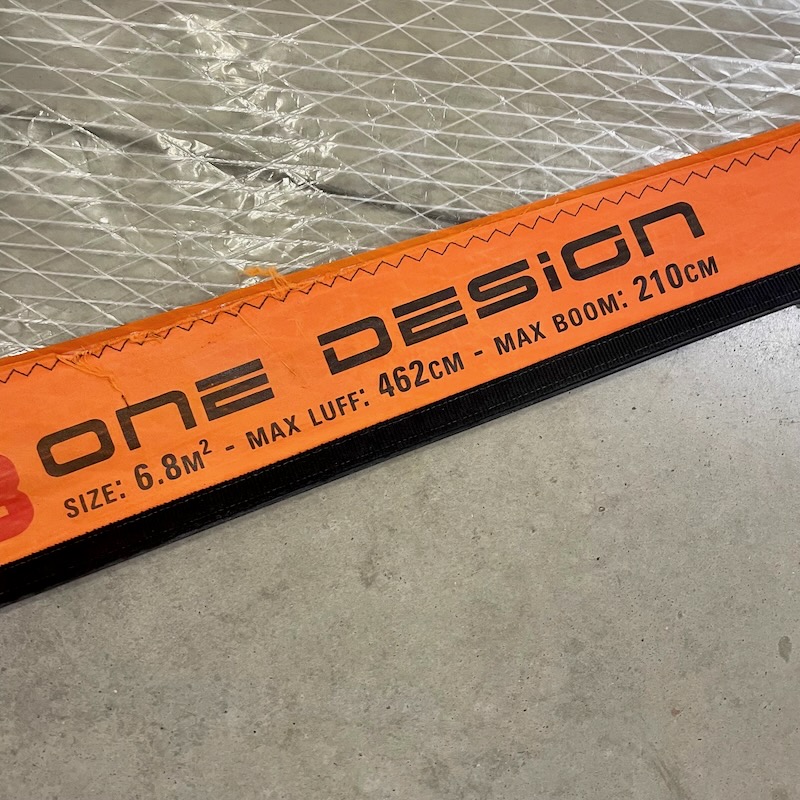 ONE DESIGN
SIZE: 6.8M² - MAX LUFF: 462CM - MAX BOOM: 210CM